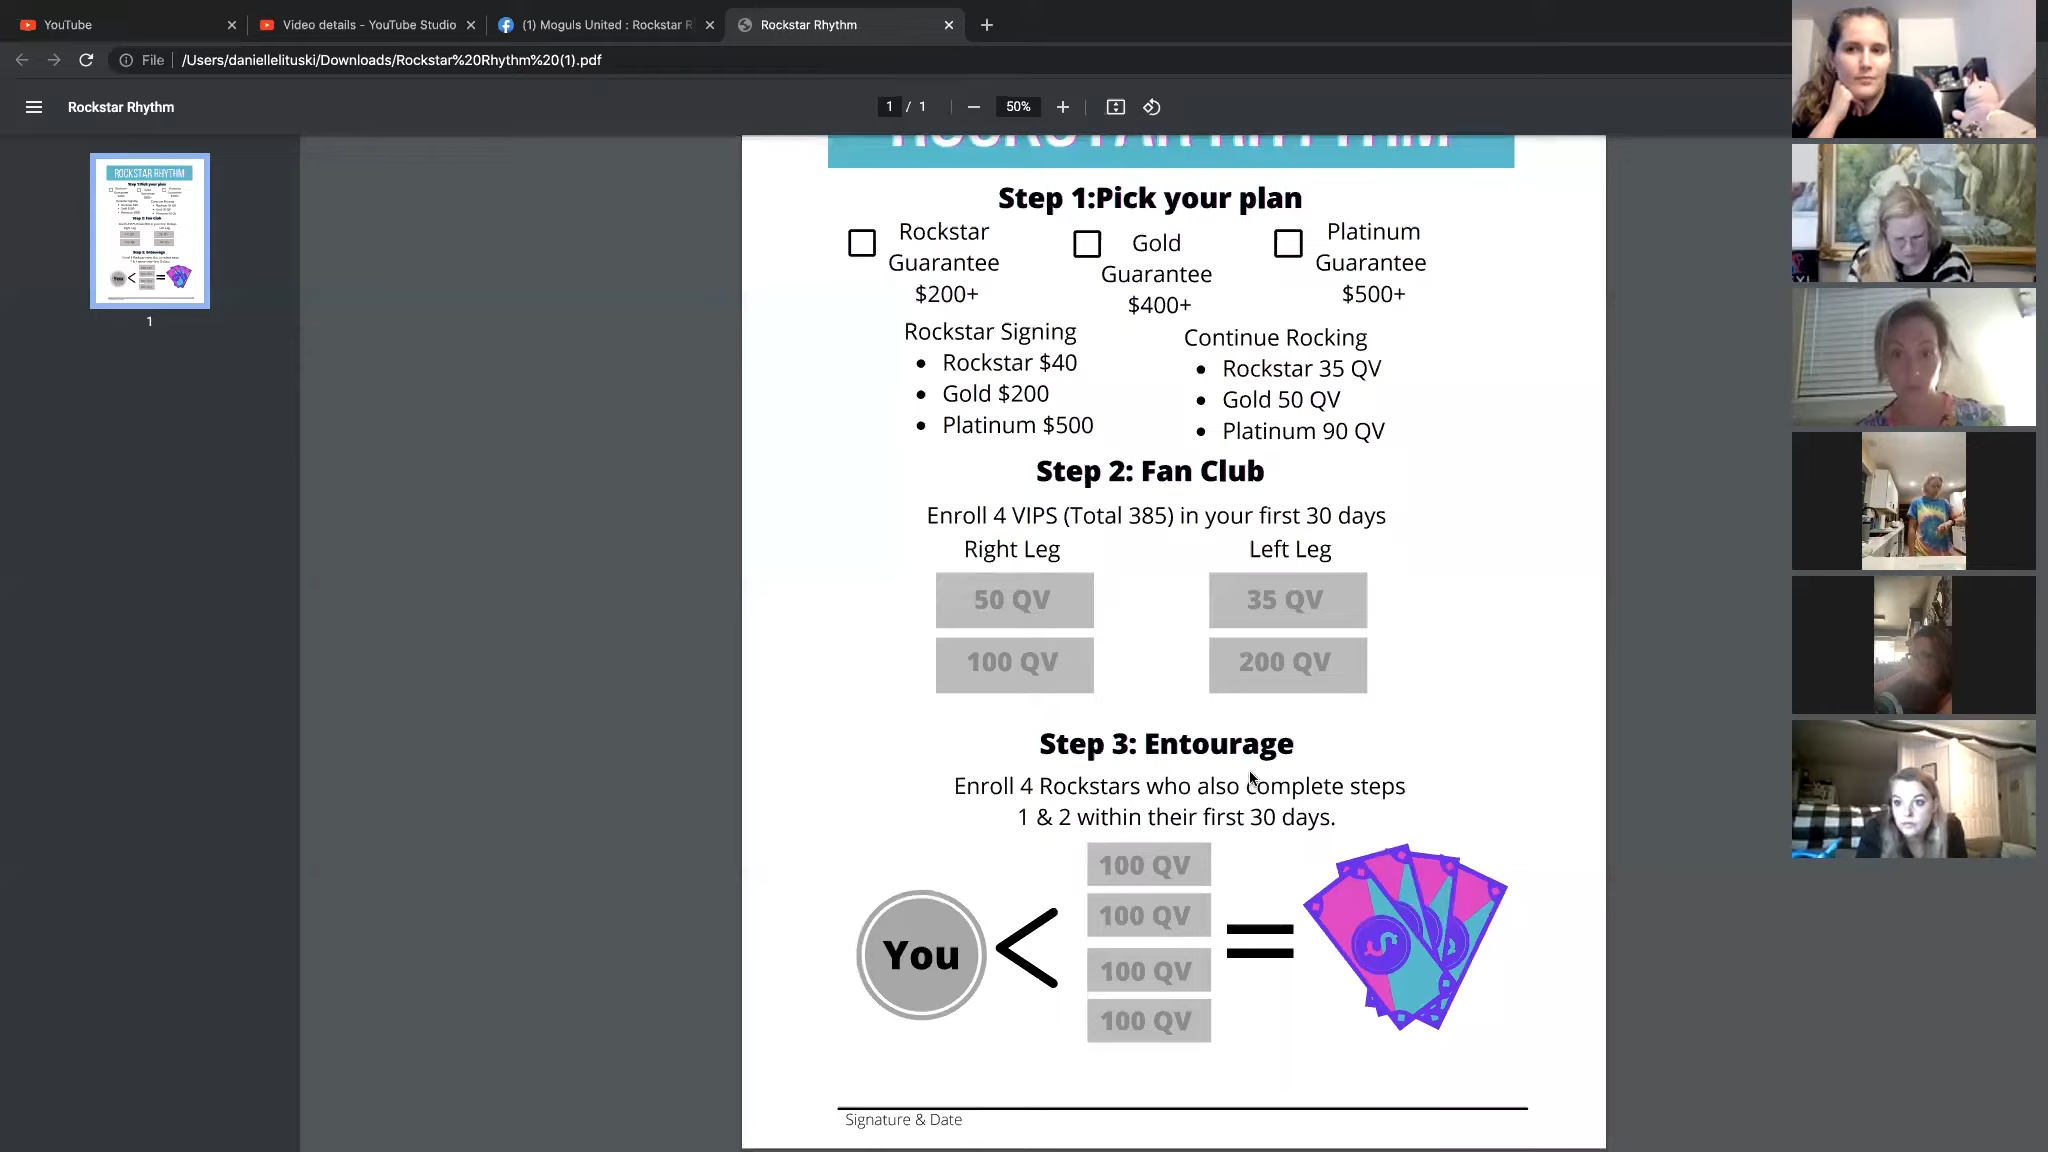 YouTube
Video details - YouTube Studio
(1) Moguls United : Rockstar R
Rockstar Rhythm
File
/Users/daniellelituski/Downloads/Rockstar%20Rhythm%20(1).pdf
Rockstar Rhythm
1 / 1
50%
ROCKSTAR RHYTHM
1
ROCKSTAR RHYTHM
Step 1:Pick your plan
Rockstar Guarantee $200+
Gold Guarantee $400+
Platinum Guarantee $500+
Rockstar Signing
• Rockstar $40
• Gold $200
• Platinum $500
Continue Rocking
• Rockstar 35 QV
• Gold 50 QV
• Platinum 90 QV
Step 2: Fan Club
Enroll 4 VIPS (Total 385) in your first 30 days
Right Leg
Left Leg
50 QV
35 QV
100 QV
200 QV
Step 3: Entourage
Enroll 4 Rockstars who also complete steps
1 & 2 within their first 30 days.
You
<
100 QV
100 QV
100 QV
100 QV
=
$
Signature & Date